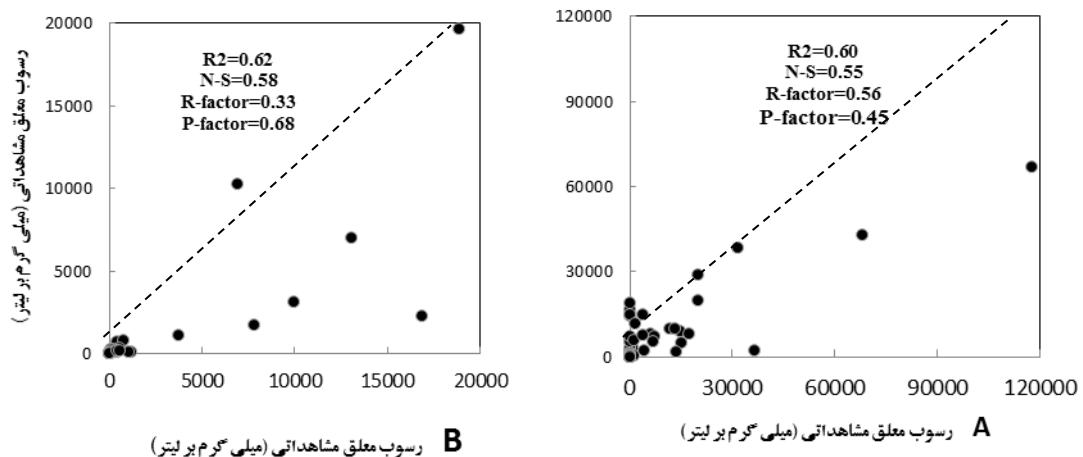 20000
15000
10000
5000
0
0
5000
10000
15000
20000
R2=0.62
N-S=0.58
R-factor=0.33
P-factor=0.68
رسوب معلق مشاهداتی (میلی گرم بر لیتر)
رسوب معلق مشاهداتی (میلی گرم بر لیتر)
B
120000
90000
60000
30000
0
0
30000
60000
90000
120000
R2=0.60
N-S=0.55
R-factor=0.56
P-factor=0.45
رسوب معلق مشاهداتی (میلی گرم بر لیتر)
A